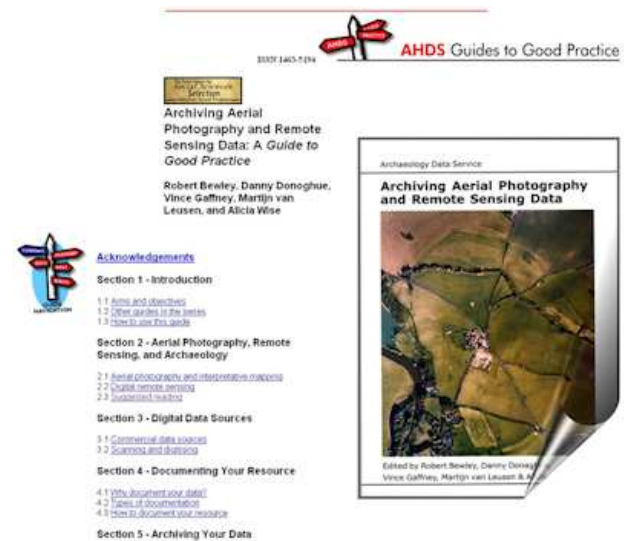 ISSN 1463-5194
AHDS
AHDS Guides to Good Practice
Selection
Archiving Aerial
Photography and Remote
Sensing Data: A Guide to
Good Practice
Robert Bewley, Danny Donoghue,
Vince Gaffney, Martijn van
Leusen, and Alicia Wise
Acknowledgements
Section 1 - Introduction
1.1 Aims and objectives
1.2 Other guides in the series
1.3 How to use this guide
Section 2 - Aerial Photography, Remote
Sensing, and Archaeology
2.1 Aerial photography and interpretative mapping
2.2 Digital remote sensing
2.3 Suggested reading
Section 3 - Digital Data Sources
3.1 Commercial data sources
3.2 Scanning and digitising
Section 4 - Documenting Your Resource
4.1 Why document your data?
4.2 Types of documentation
4.3 How to document your resource
Section 5 - Archiving Your Data
Archaeology Data Service
Archiving Aerial Photography
and Remote Sensing Data
Edited by Robert Bewley, Danny
Vince Gaffney, Martijn van Leusen &